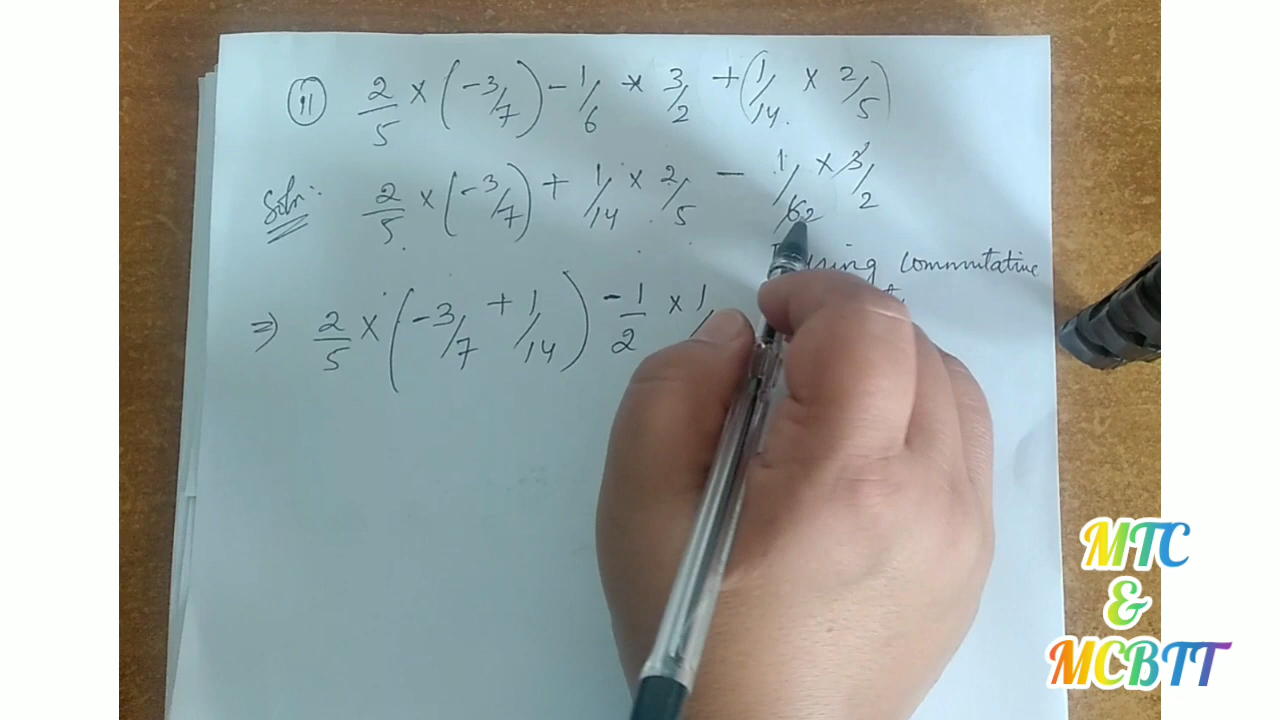 (ii) 2/5 × (-3/7) - 1/6 × 3/2 + (1/14 × 2/5)
Soln:. 2/5 × (-3/7) + 1/14 × 2/5 - 1/62 × 3/2
using commutative
⇒ 2/5 × (-3/7 + 1/14) - 1/2 × 1/
MTC
&
MCBTT